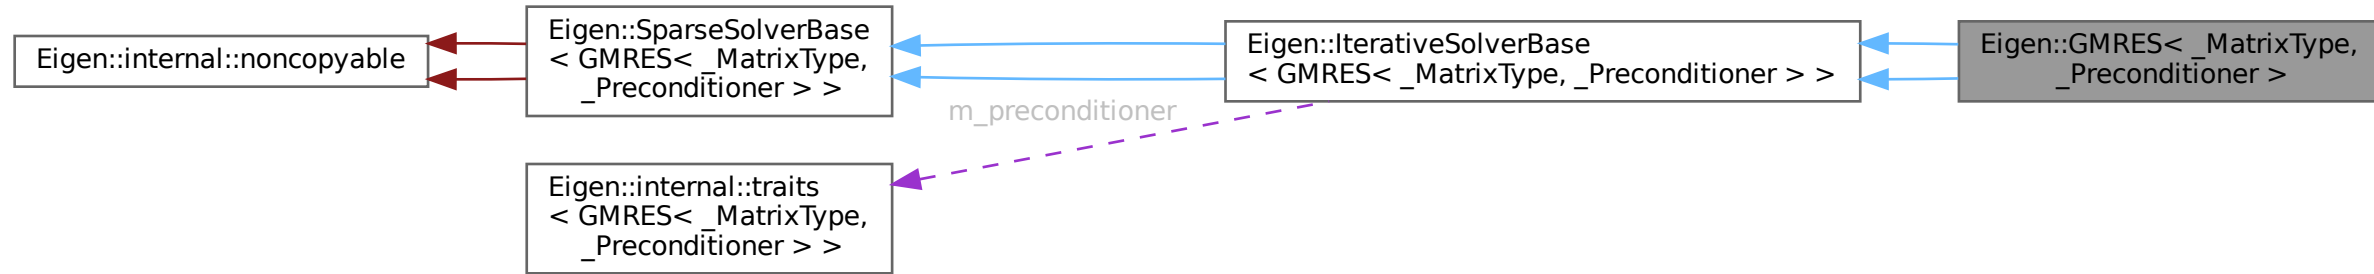 Eigen::internal::noncopyable
Eigen::SparseSolverBase
< GMRES< _MatrixType,
_Preconditioner > >
Eigen::IterativeSolverBase
< GMRES< _MatrixType, _Preconditioner > >
Eigen::GMRES< _MatrixType,
_Preconditioner >
m_preconditioner
Eigen::internal::traits
< GMRES< _MatrixType,
_Preconditioner > >